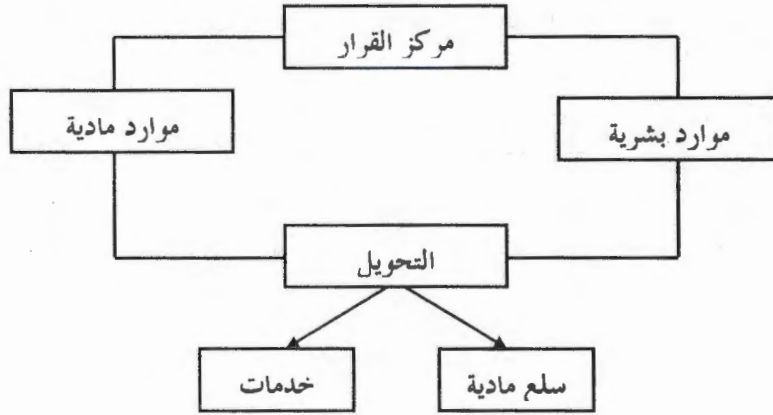 مركز القرار
موارد بشرية
موارد مادية
التحويل
سلع مادية
خدمات